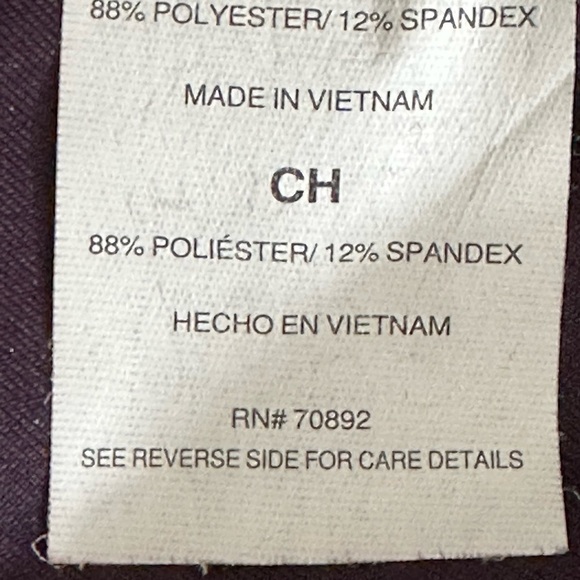 88% POLYESTER/ 12% SPANDEX
MADE IN VIETNAM
CH
88% POLIÉSTER/ 12% SPANDEX
HECHO EN VIETNAM
RN# 70892
SEE REVERSE SIDE FOR CARE DETAILS